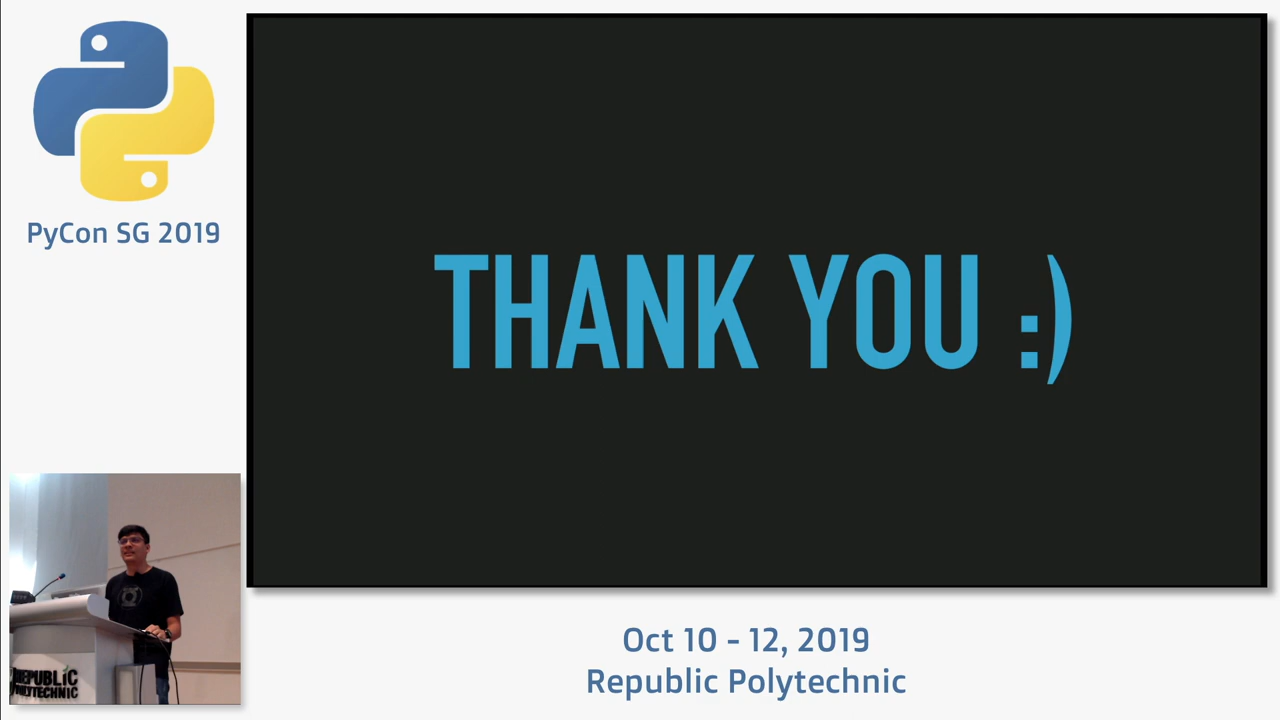 PyCon SG 2019
THANK YOU :)
REPUBLIC
POLYTECHNIC
Oct 10 - 12, 2019
Republic Polytechnic